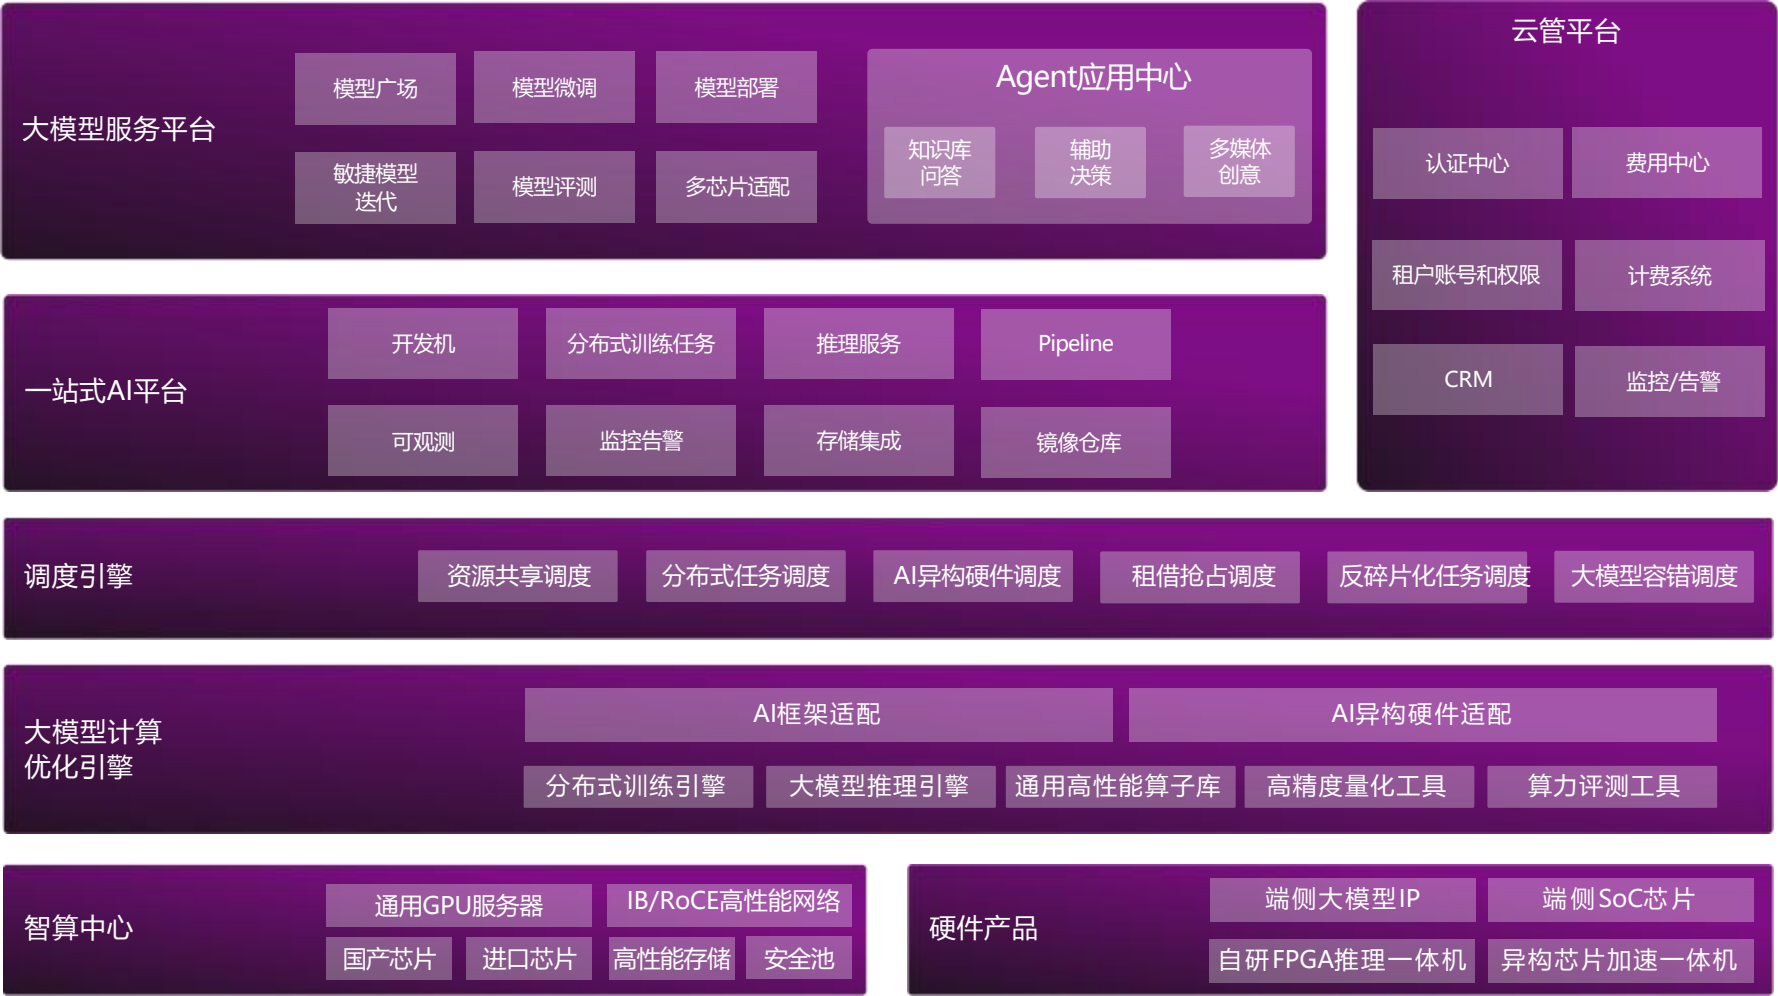 大模型服务平台
模型广场
模型微调
模型部署
敏捷模型
迭代
模型评测
多芯片适配
Agent应用中心
知识库
问答
辅助
决策
多媒体
创意
云管平台
认证中心
费用中心
租户账号和权限
计费系统
CRM
监控/告警
一站式AI平台
开发机
分布式训练任务
推理服务
Pipeline
可观测
监控告警
存储集成
镜像仓库
调度引擎
资源共享调度
分布式任务调度
AI异构硬件调度
租借抢占调度
反碎片化任务调度
大模型容错调度
大模型计算
优化引擎
AI框架适配
AI异构硬件适配
分布式训练引擎
大模型推理引擎
通用高性能算子库
高精度量化工具
算力评测工具
智算中心
通用GPU服务器
IB/RoCE高性能网络
国产芯片
进口芯片
高性能存储
安全池
硬件产品
端侧大模型IP
端侧SoC芯片
自研FPGA推理一体机
异构芯片加速一体机